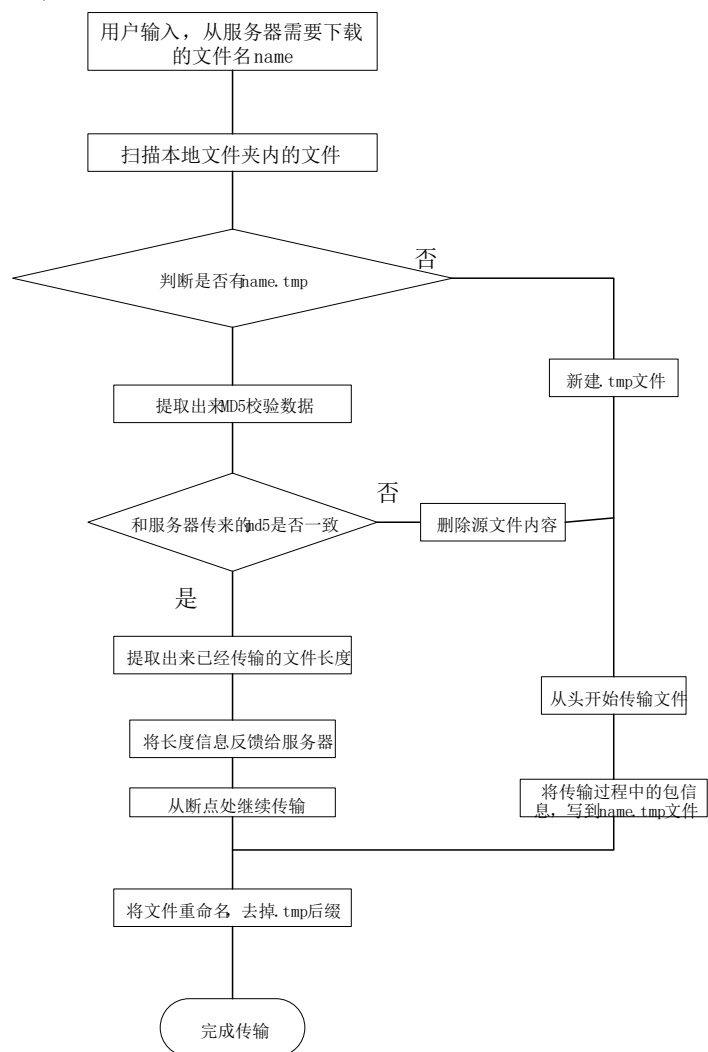 用户输入，从服务器需要下载
的文件名name
扫描本地文件夹内的文件
否
判断是否有name.tmp
新建.tmp文件
提取出来MD5校验数据
否
和服务器传来的md5是否一致
删除源文件内容
是
提取出来已经传输的文件长度
从头开始传输文件
将长度信息反馈给服务器
将传输过程中的包信
息，写到name.tmp文件
从断点处继续传输
将文件重命名，去掉.tmp后缀
完成传输